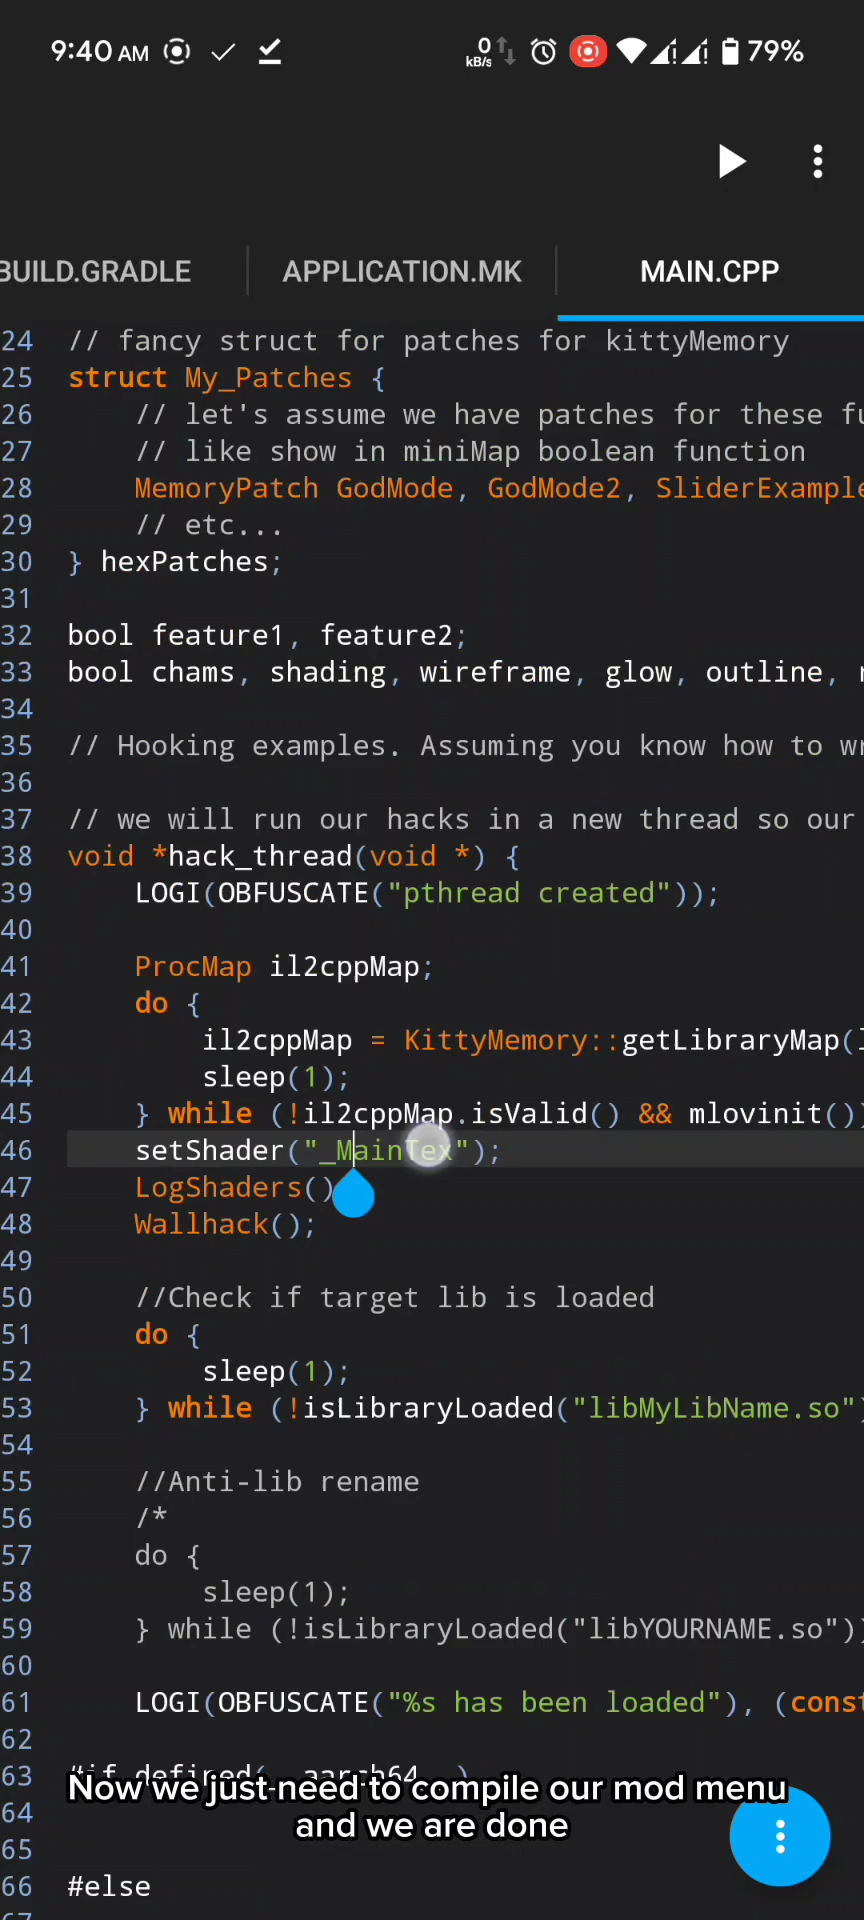 9:40 AM 0 kB/s 79%
BUILD.GRADLE APPLICATION.MK MAIN.CPP
24 // fancy struct for patches for kittyMemory
25 struct My_Patches {
26 // let's assume we have patches for these fu
27 // like show in miniMap boolean function
28 MemoryPatch GodMode, GodMode2, SliderExample
29 // etc...
30 } hexPatches;
31
32 bool feature1, feature2;
33 bool chams, shading, wireframe, glow, outline, r
34
35 // Hooking examples. Assuming you know how to wr
36
37 // we will run our hacks in a new thread so our
38 void *hack_thread(void *) {
39 LOGI(OBFUSCATE("pthread created"));
40
41 ProcMap il2cppMap;
42 do {
43 il2cppMap = KittyMemory::getLibraryMap(l
44 sleep(1);
45 } while (!il2cppMap.isValid() && mlovinit())
46 setShader("_MainTex");
47 LogShaders()
48 Wallhack();
49
50 //Check if target lib is loaded
51 do {
52 sleep(1);
53 } while (!isLibraryLoaded("libMyLibName.so")
54
55 //Anti-lib rename
56 /*
57 do {
58 sleep(1);
59 } while (!isLibraryLoaded("libYOURNAME.so"))
60
61 LOGI(OBFUSCATE("%s has been loaded"), (const
62
63 #if defined(__aarch64__)
Now we just need to compile our mod menu
64
and we are done
65
66 #else
67